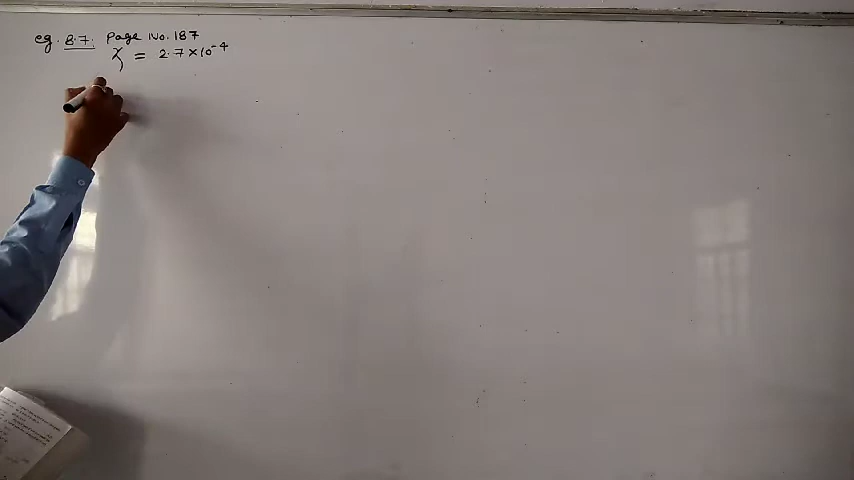 eg. 8.7. Page No. 187
χ = 2.7×10⁻⁴